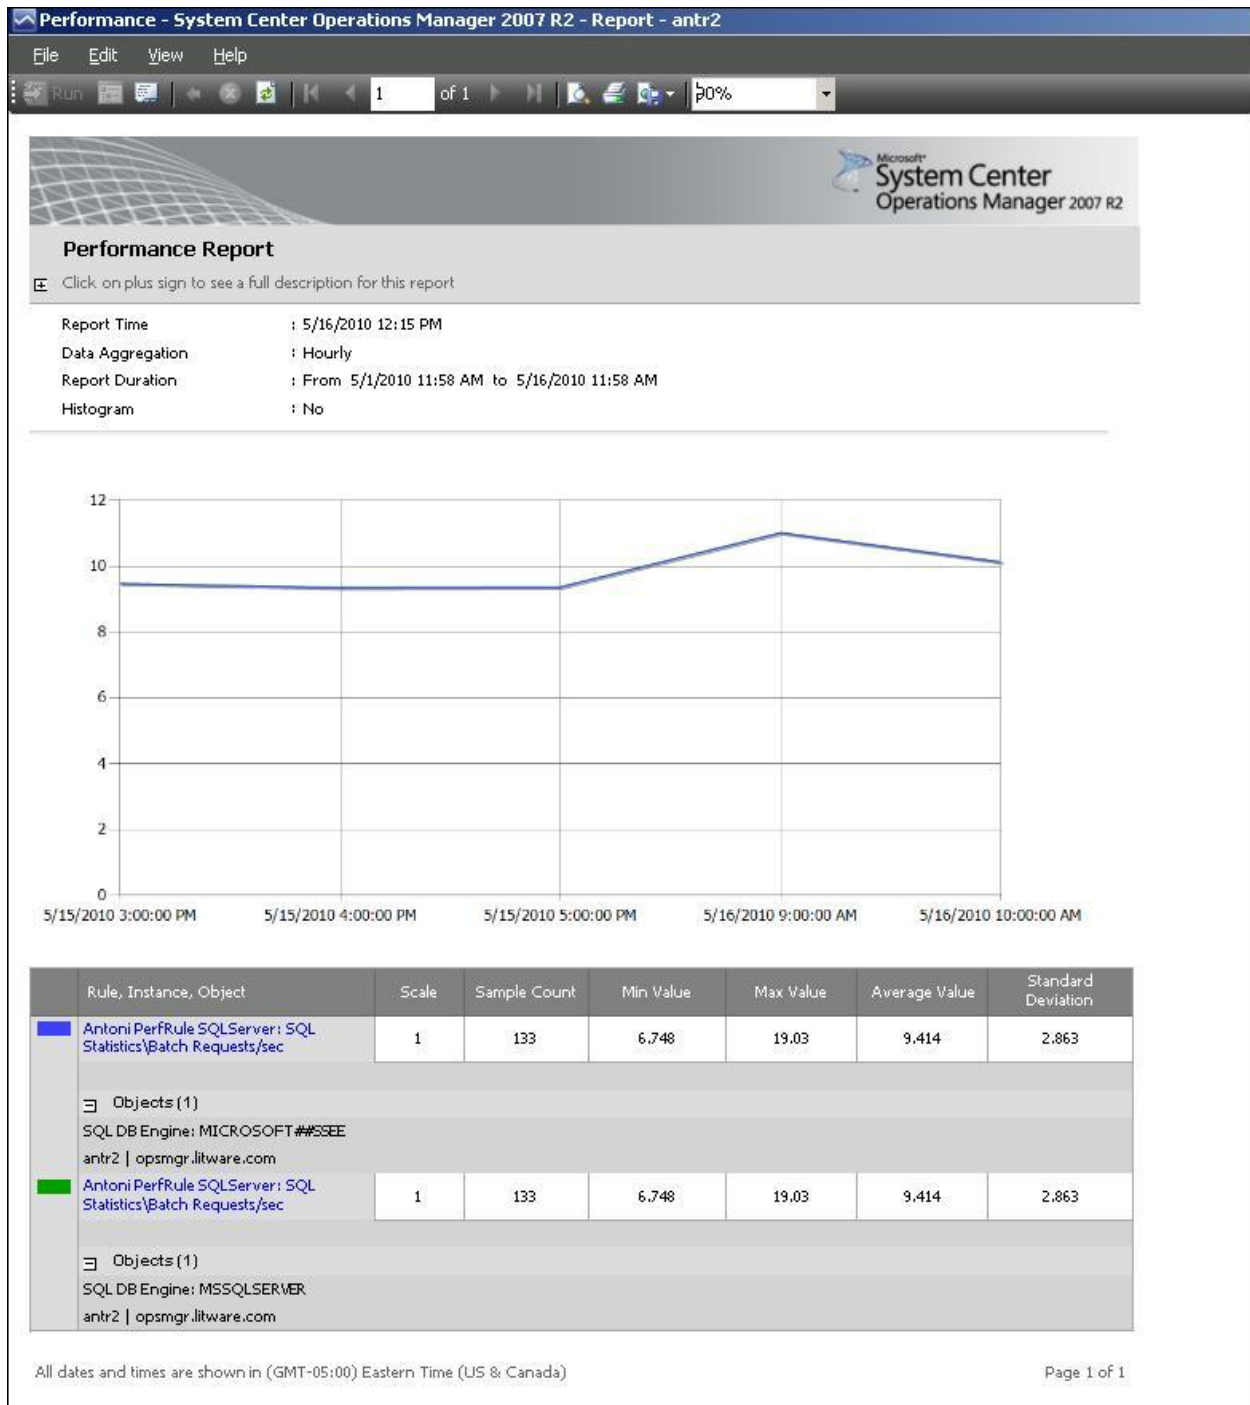 Performance - System Center Operations Manager 2007 R2 - Report - antr2
File Edit View Help
Run 1 of 1 90%
Microsoft
System Center
Operations Manager 2007 R2
Performance Report
Click on plus sign to see a full description for this report
Report Time : 5/16/2010 12:15 PM
Data Aggregation : Hourly
Report Duration : From 5/1/2010 11:58 AM to 5/16/2010 11:58 AM
Histogram : No
12
10
8
6
4
2
0
5/15/2010 3:00:00 PM 5/15/2010 4:00:00 PM 5/15/2010 5:00:00 PM 5/16/2010 9:00:00 AM 5/16/2010 10:00:00 AM
Rule, Instance, Object Scale Sample Count Min Value Max Value Average Value Standard
Deviation
Antoni PerfRule SQLServer: SQL
Statistics\Batch Requests/sec 1 133 6.748 19.03 9.414 2.863
Objects (1)
SQL DB Engine: MICROSOFT##SSEE
antr2 | opsmgr.litware.com
Antoni PerfRule SQLServer: SQL
Statistics\Batch Requests/sec 1 133 6.748 19.03 9.414 2.863
Objects (1)
SQL DB Engine: MSSQLSERVER
antr2 | opsmgr.litware.com
All dates and times are shown in (GMT-05:00) Eastern Time (US & Canada) Page 1 of 1